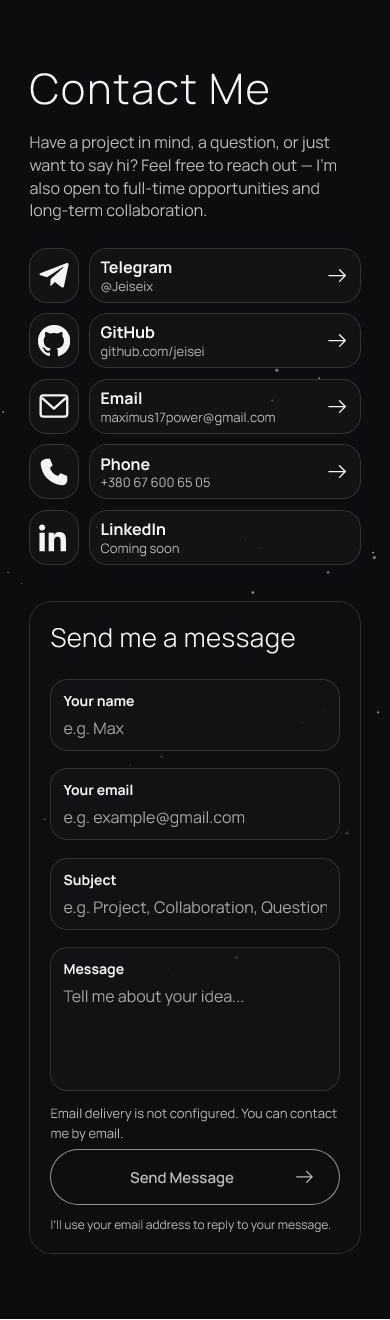 Contact Me
Have a project in mind, a question, or just
want to say hi? Feel free to reach out — I'm
also open to full-time opportunities and
long-term collaboration.
Telegram
@Jeiseix
GitHub
github.com/jeisei
Email
maximus17power@gmail.com
Phone
+380 67 600 65 05
in
LinkedIn
Coming soon
Send me a message
Your name
e.g. Max
Your email
e.g. example@gmail.com
Subject
e.g. Project, Collaboration, Question
Message
Tell me about your idea...
Email delivery is not configured. You can contact
me by email.
Send Message
I'll use your email address to reply to your message.